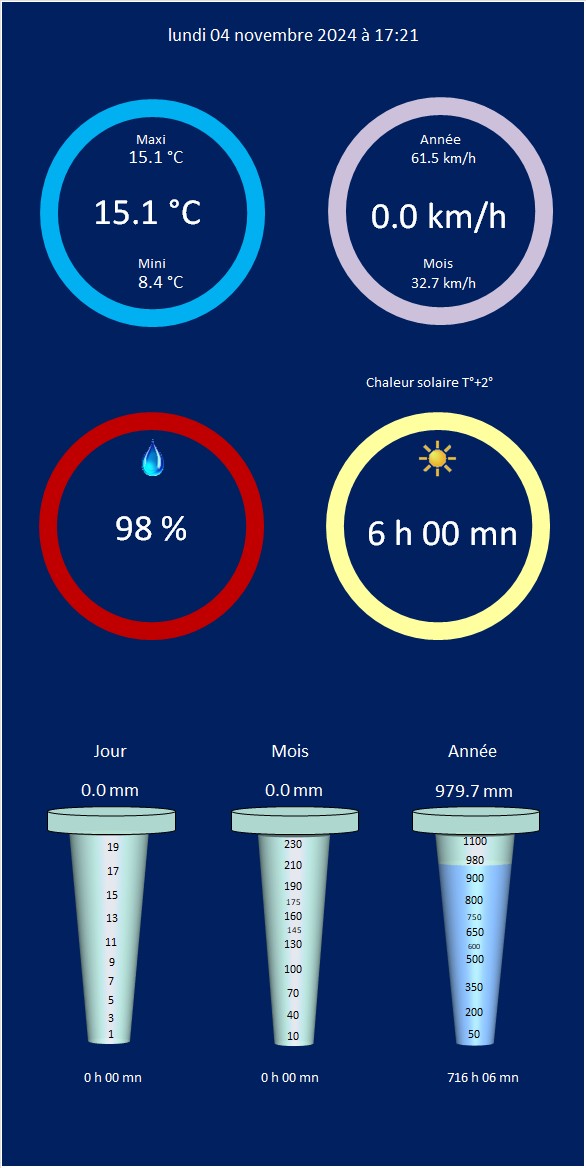 lundi 04 novembre 2024 à 17:21
Maxi
15.1 °C
15.1 °C
Mini
8.4 °C
Année
61.5 km/h
0.0 km/h
Mois
32.7 km/h
Chaleur solaire T°+2°
98 %
6 h 00 mn
Jour
0.0 mm
19
17
15
13
11
9
7
5
3
1
0 h 00 mn
Mois
0.0 mm
230
210
190
175
160
145
130
100
70
40
10
0 h 00 mn
Année
979.7 mm
1100
980
900
800
750
650
600
500
350
200
50
716 h 06 mn